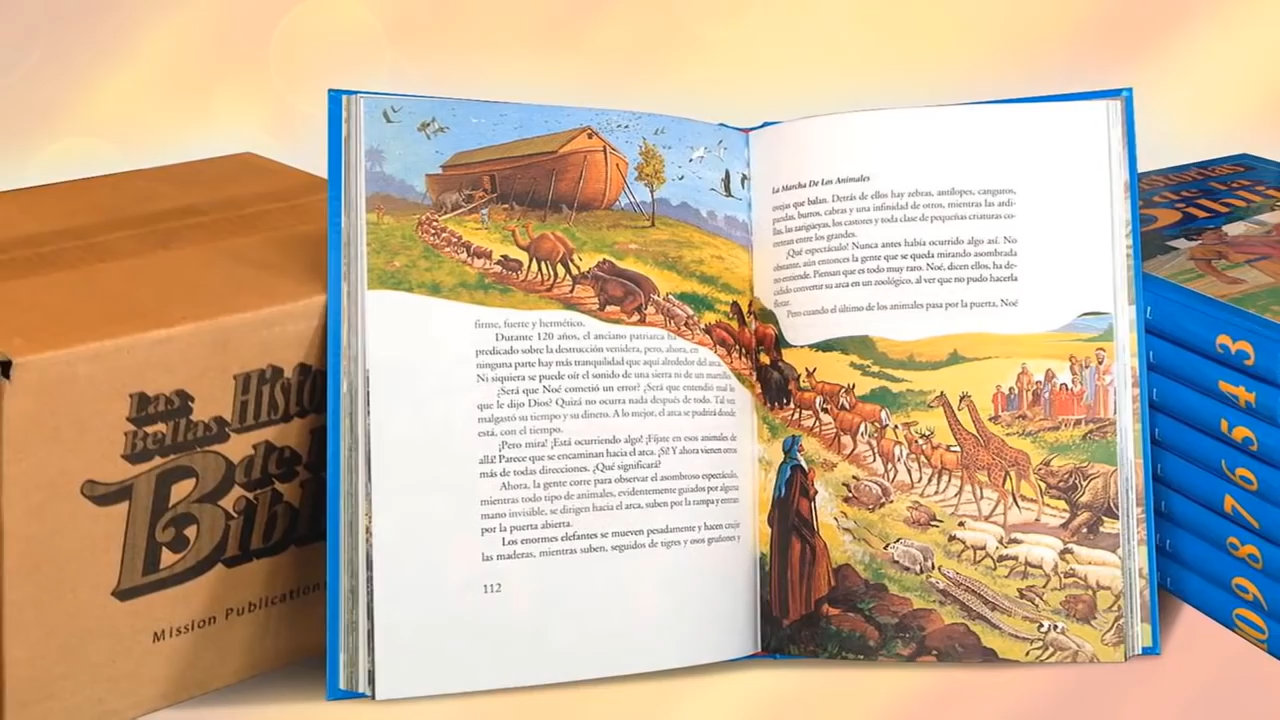 Las
Bellas Histo
de l
Bibl
Mission Publication
firme, fuerte y hermético.
Durante 120 años, el anciano patriarca ha
predicado sobre la destrucción venidera, pero, ahora, en
ninguna parte hay más tranquilidad que aquí alrededor del arca.
Ni siquiera se puede oír el sonido de una sierra ni de un martillo.
¿Será que Noé cometió un error? ¿Será que entendió mal lo
que le dijo Dios? Quizá no ocurra nada después de todo. Tal vez
malgastó su tiempo y su dinero. A lo mejor, el arca se pudrirá donde
está, con el tiempo.
¡Pero mira! ¡Está ocurriendo algo! ¡Fíjate en esos animales de
allá! Parece que se encaminan hacia el arca. ¡Sí! Y ahora vienen otros
más de todas direcciones. ¿Qué significará?
Ahora, la gente corre para observar el asombroso espectáculo,
mientras todo tipo de animales, evidentemente guiados por alguna
mano invisible, se dirigen hacia el arca, suben por la rampa y entran
por la puerta abierta.
Los enormes elefantes se mueven pesadamente y hacen crujir
las maderas, mientras suben, seguidos de tigres y osos gruñones y
112
La Marcha De Los Animales
ovejas que balan. Detrás de ellos hay zebras, antílopes, canguros,
pandas, burros, cabras y una infinidad de otros, mientras las ardi-
llas, las zarigüeyas, los castores y toda clase de pequeñas criaturas co-
rretean entre los grandes.
¡Qué espectáculo! Nunca antes había ocurrido algo así. No
obstante, aún entonces la gente que se queda mirando asombrada
no entiende. Piensan que es todo muy raro. Noé, dicen ellos, ha de-
cidido convertir su arca en un zoológico, al ver que no pudo hacerla
flotar.
Pero cuando el último de los animales pasa por la puerta, Noé
3
4
5
6
7
8
9
10